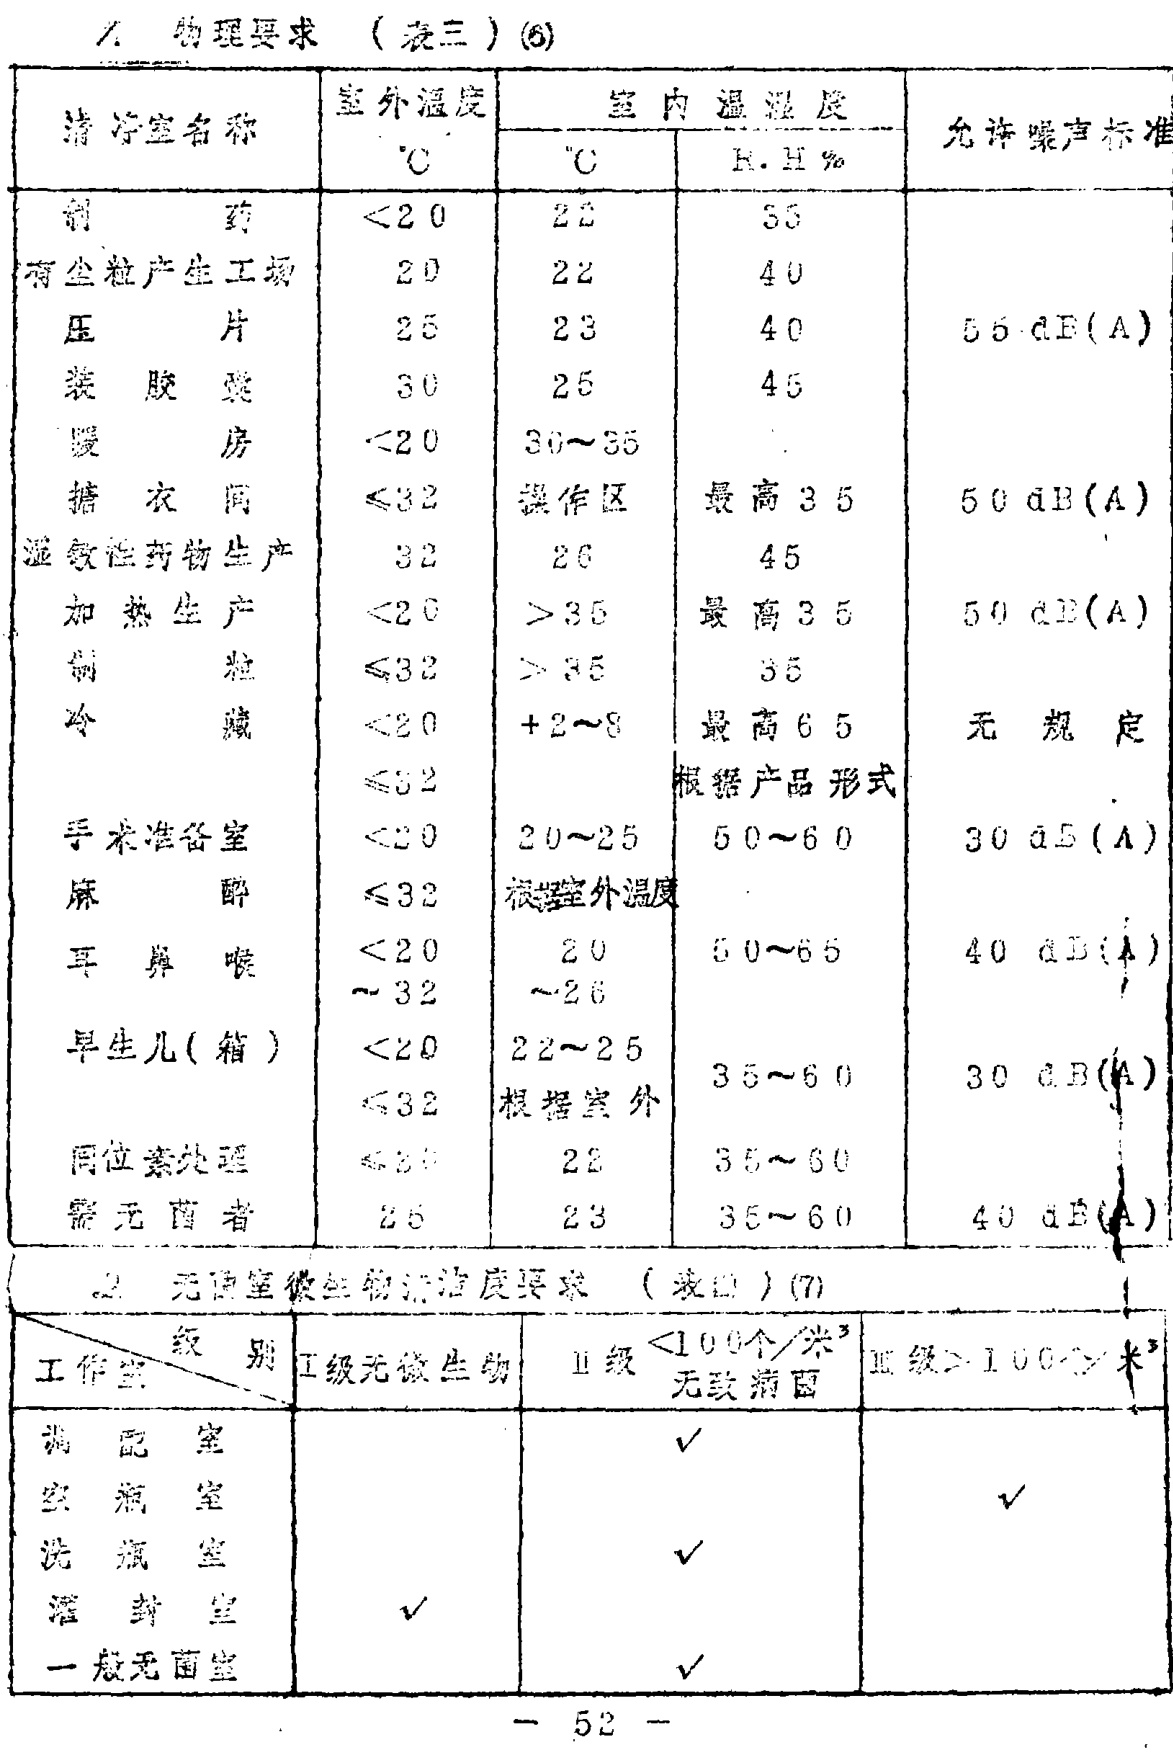 物理要求 (表三) (6)
清净室名称 室外温度 室内温湿度 允许噪声标准
°C °C R.H%
制药 <20 22 35
有尘粒产生工场 20 22 40
压片 25 23 40 55 dB(A)
装胶囊 30 25 45
暖房 <20 30~35
搪衣间 ≤32 操作区 最高35 50 dB(A)
湿敏性药物生产 32 26 45
加热生产 <20 >35 最高35 50 dB(A)
制粒 ≤32 >35 35
冷藏 <20 +2~8 最高65 无规定
≤32 根据产品形式
手术准备室 <20 20~25 50~60 30 dB(A)
麻醉 ≤32 根据室外温度
耳鼻喉 <20 20 50~65 40 dB(A)
~32 ~26
早生儿(箱) <20 22~25
35~60 30 dB(A)
≤32 根据室外
同位素处理 ≤20 22 35~60
需无菌者 25 23 35~60 40 dB(A)
2. 无菌室微生物清洁度要求 (表四) (7)
级别
工作室 I级无微生物 II级 <100个/米³ 无致病菌 III级>100个/米³
调配室 √
空瓶室 √
洗瓶室 √
灌封室 √
一般无菌室 √
— 52 —